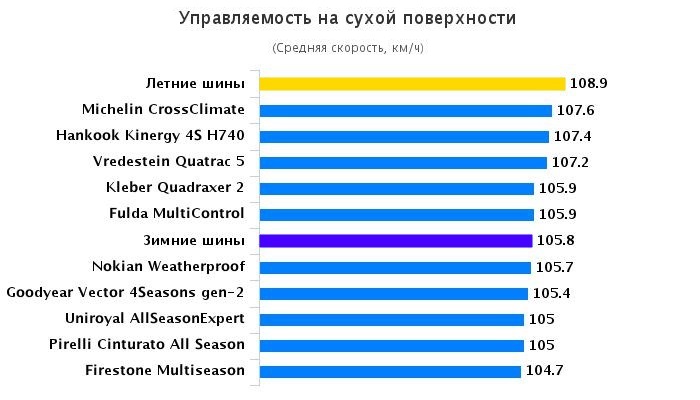 Управляемость на сухой поверхности
(Средняя скорость, км/ч)
Летние шины 108.9
Michelin CrossClimate 107.6
Hankook Kinergy 4S H740 107.4
Vredestein Quatrac 5 107.2
Kleber Quadraxer 2 105.9
Fulda MultiControl 105.9
Зимние шины 105.8
Nokian Weatherproof 105.7
Goodyear Vector 4Seasons gen-2 105.4
Uniroyal AllSeasonExpert 105
Pirelli Cinturato All Season 105
Firestone Multiseason 104.7